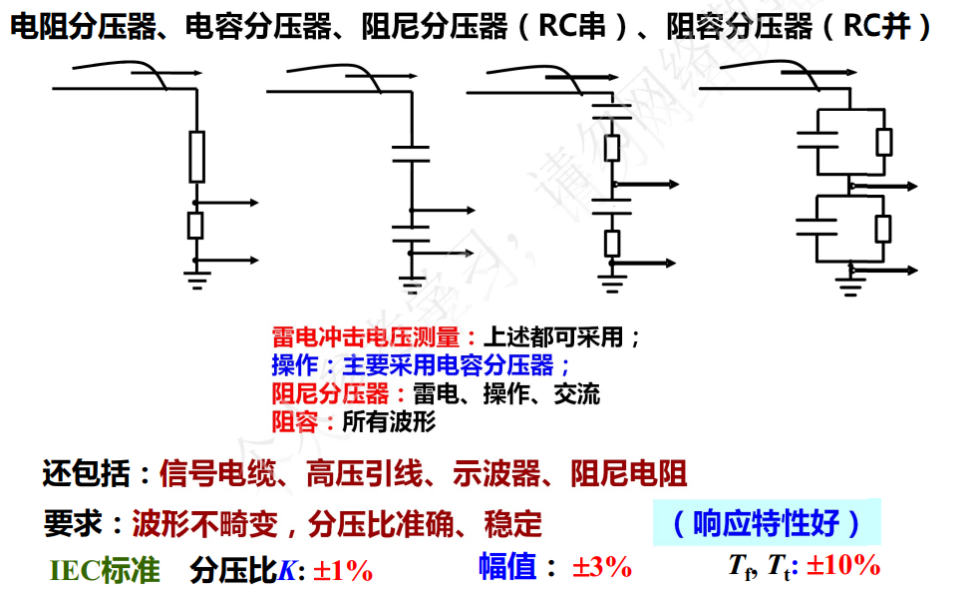 电阻分压器、电容分压器、阻尼分压器（RC串）、阻容分压器（RC并）
雷电冲击电压测量：上述都可采用；
操作：主要采用电容分压器；
阻尼分压器：雷电、操作、交流
阻容：所有波形
还包括：信号电缆、高压引线、示波器、阻尼电阻
要求：波形不畸变，分压比准确、稳定 （响应特性好）
IEC标准 分压比K: ±1% 幅值： ±3% Tf, Tt: ±10%